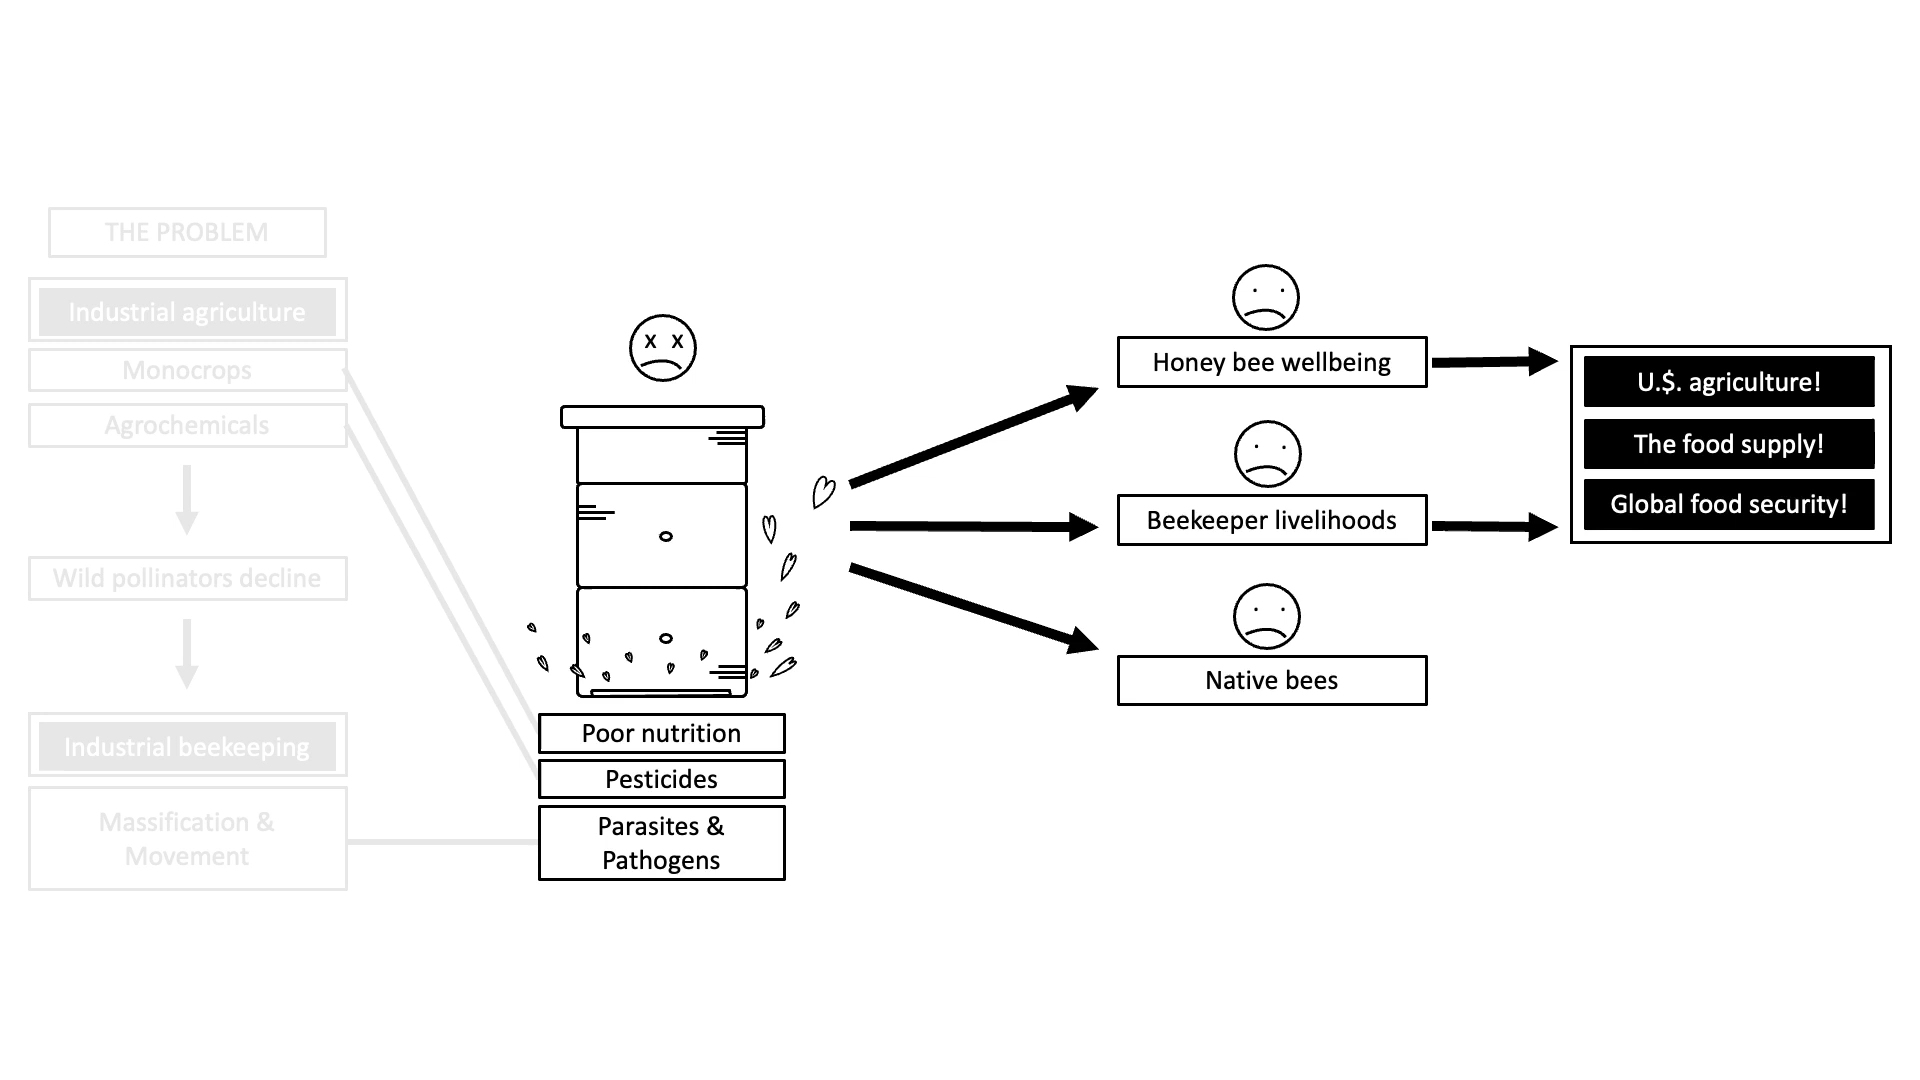 THE PROBLEM
Industrial agriculture
Monocrops
Agrochemicals
Wild pollinators decline
Industrial beekeeping
Massification &
Movement
x x
Poor nutrition
Pesticides
Parasites &
Pathogens
Honey bee wellbeing
Beekeeper livelihoods
Native bees
U.$. agriculture!
The food supply!
Global food security!